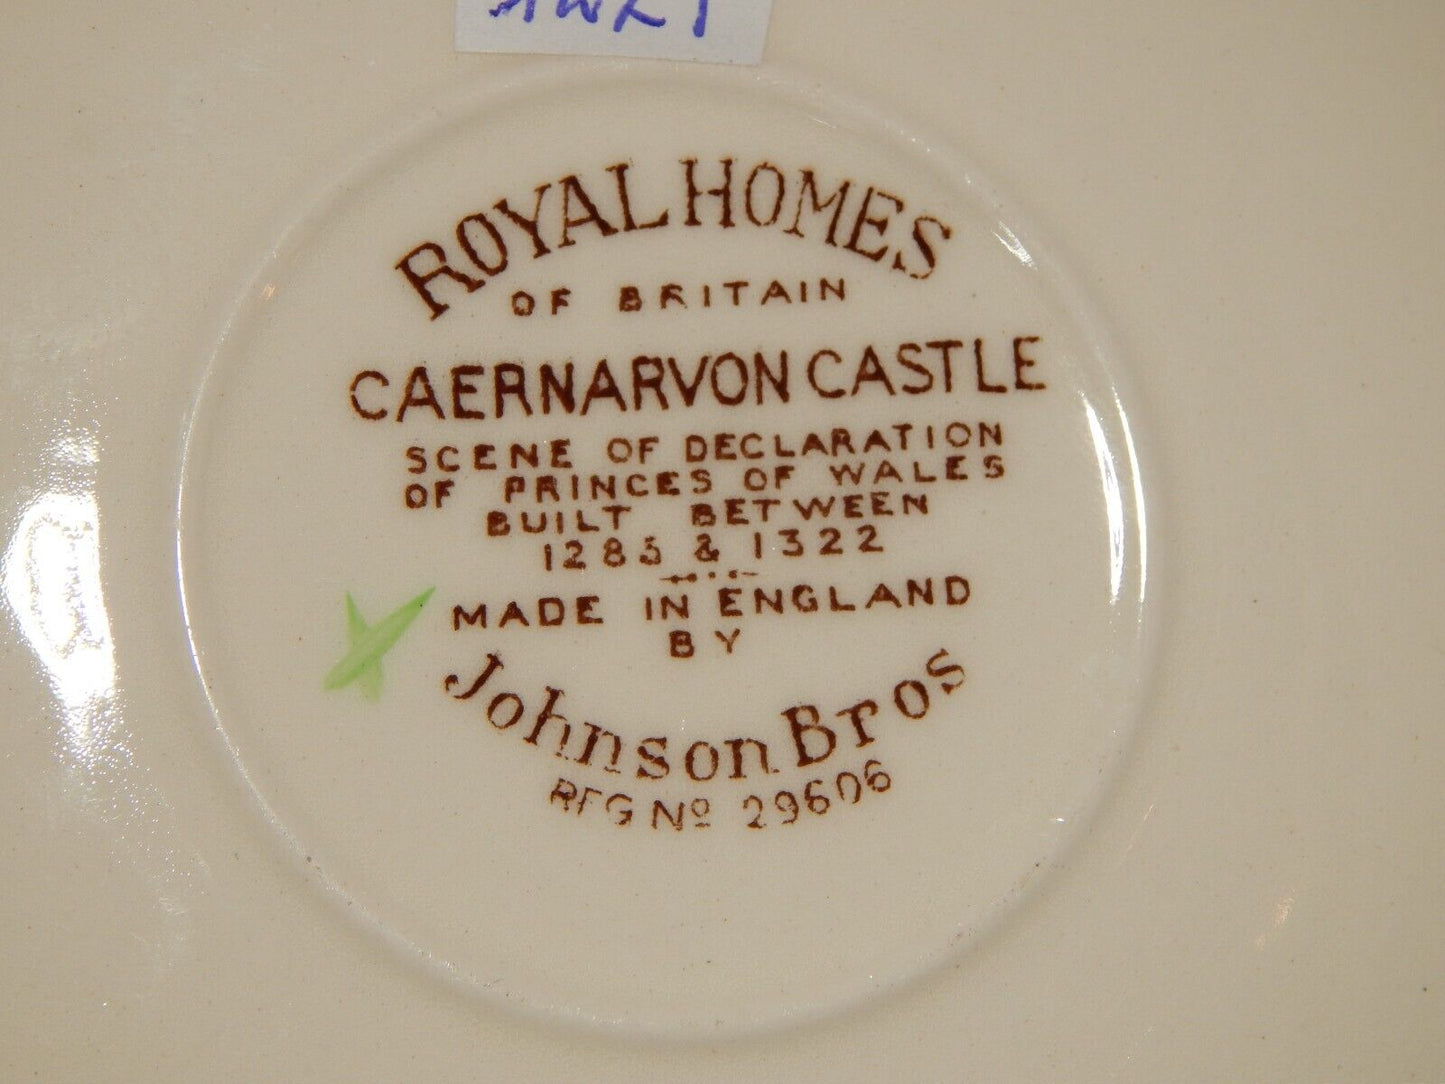 ROYAL HOMES
OF BRITAIN
CAERNARVON CASTLE
SCENE OF DECLARATION
OF PRINCES OF WALES
BUILT BETWEEN
1285 & 1322
MADE IN ENGLAND
BY
Johnson Bros
REG Nº 29606